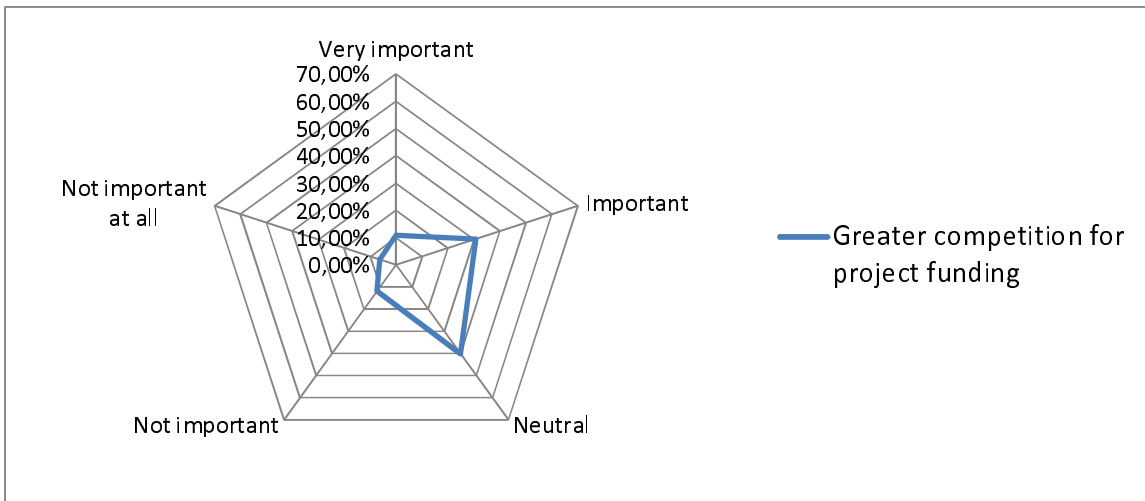 Very important
70,00%
60,00%
50,00%
40,00%
30,00%
20,00%
10,00%
0,00%
Not important
at all
Important
Greater competition for
project funding
Not important
Neutral